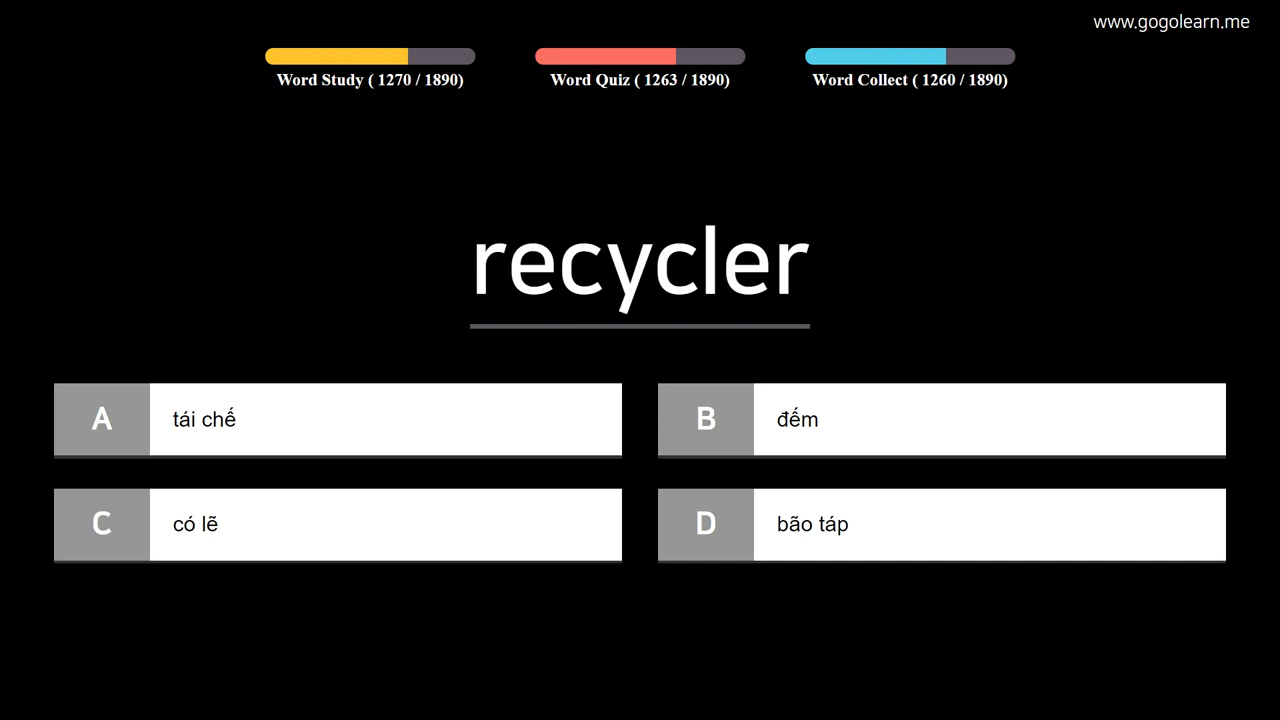 www.gogolearn.me
Word Study ( 1270 / 1890)
Word Quiz ( 1263 / 1890)
Word Collect ( 1260 / 1890)
recycler
A tái chế
B đếm
C có lẽ
D bão táp